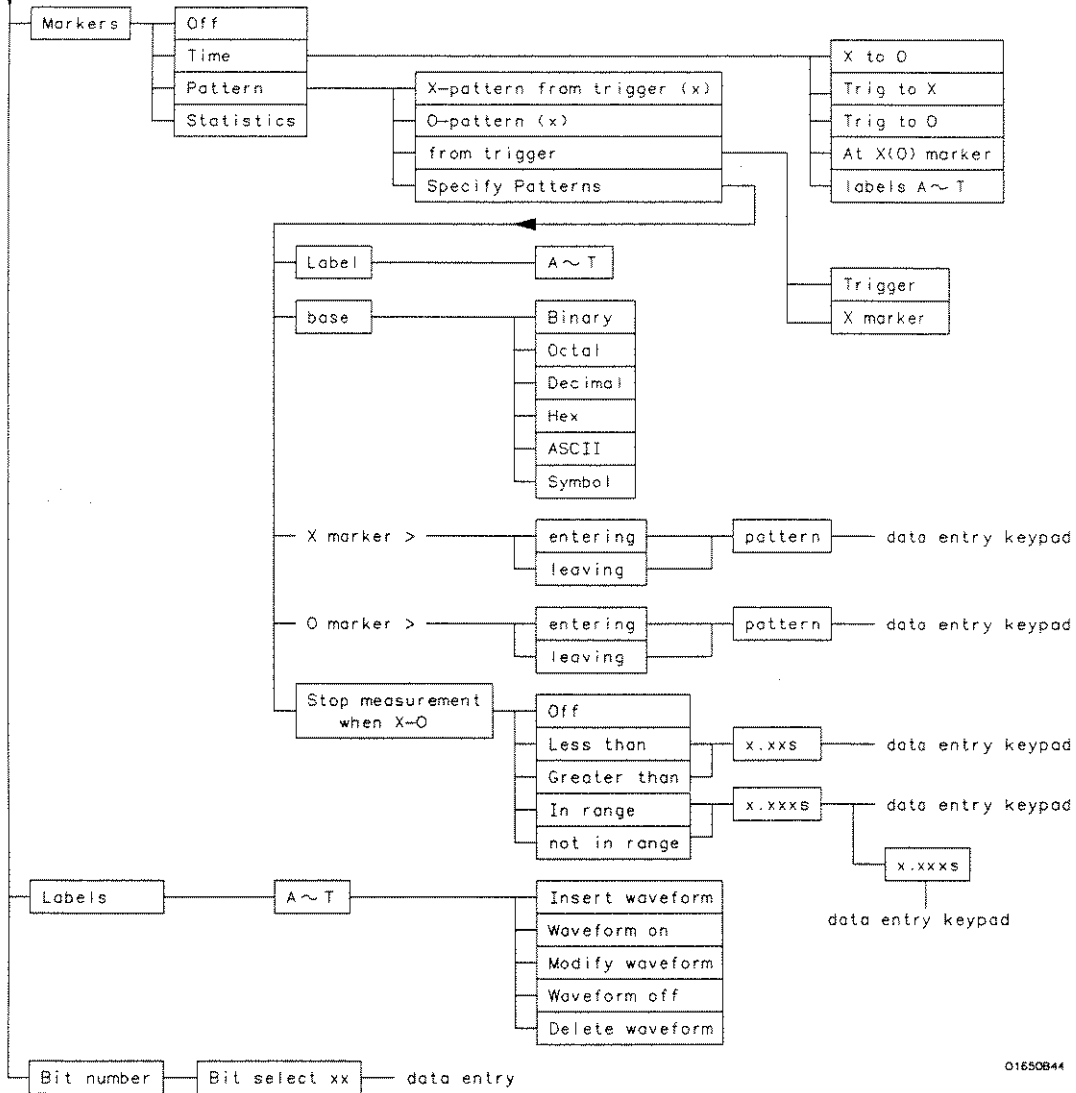 Markers
Off
Time
Pattern
Statistics
X-pattern from trigger (x)
O-pattern (x)
from trigger
Specify Patterns
X to O
Trig to X
Trig to O
At X(O) marker
labels A~T
Trigger
X marker
Label
A~T
base
Binary
Octal
Decimal
Hex
ASCII
Symbol
X marker >
entering
leaving
pattern
data entry keypad
O marker >
entering
leaving
pattern
data entry keypad
Stop measurement
when X-O
Off
Less than
Greater than
In range
not in range
x.xxs
data entry keypad
x.xxxs
data entry keypad
x.xxxs
data entry keypad
Labels
A~T
Insert waveform
Waveform on
Modify waveform
Waveform off
Delete waveform
Bit number
Bit select xx
data entry
01650B44